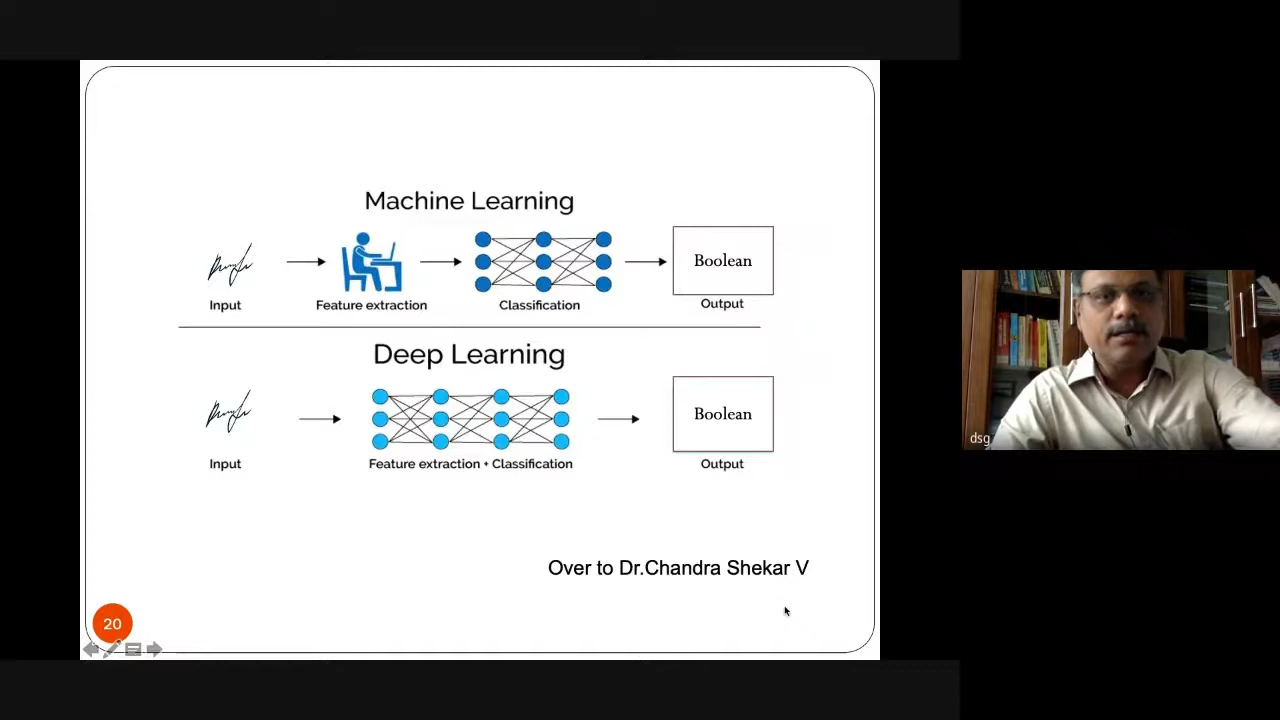 Machine Learning
Boolean
Input
Feature extraction
Classification
Output
Deep Learning
Boolean
Input
Feature extraction + Classification
Output
Over to Dr.Chandra Shekar V
20
dsg